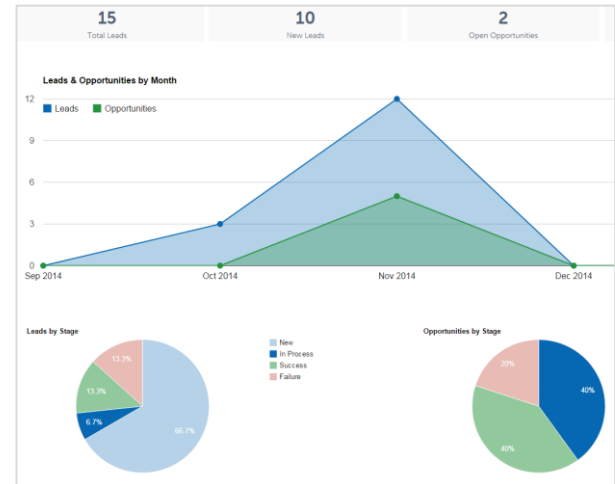 15 10 2
Total Leads New Leads Open Opportunities
Leads & Opportunities by Month
12
Leads Opportunities
9
6
3
0
Sep 2014 Oct 2014 Nov 2014 Dec 2014
Leads by Stage
New
In Process
Success
Failure
13.3%
13.3%
6.7%
66.7%
Opportunities by Stage
20%
40%
40%